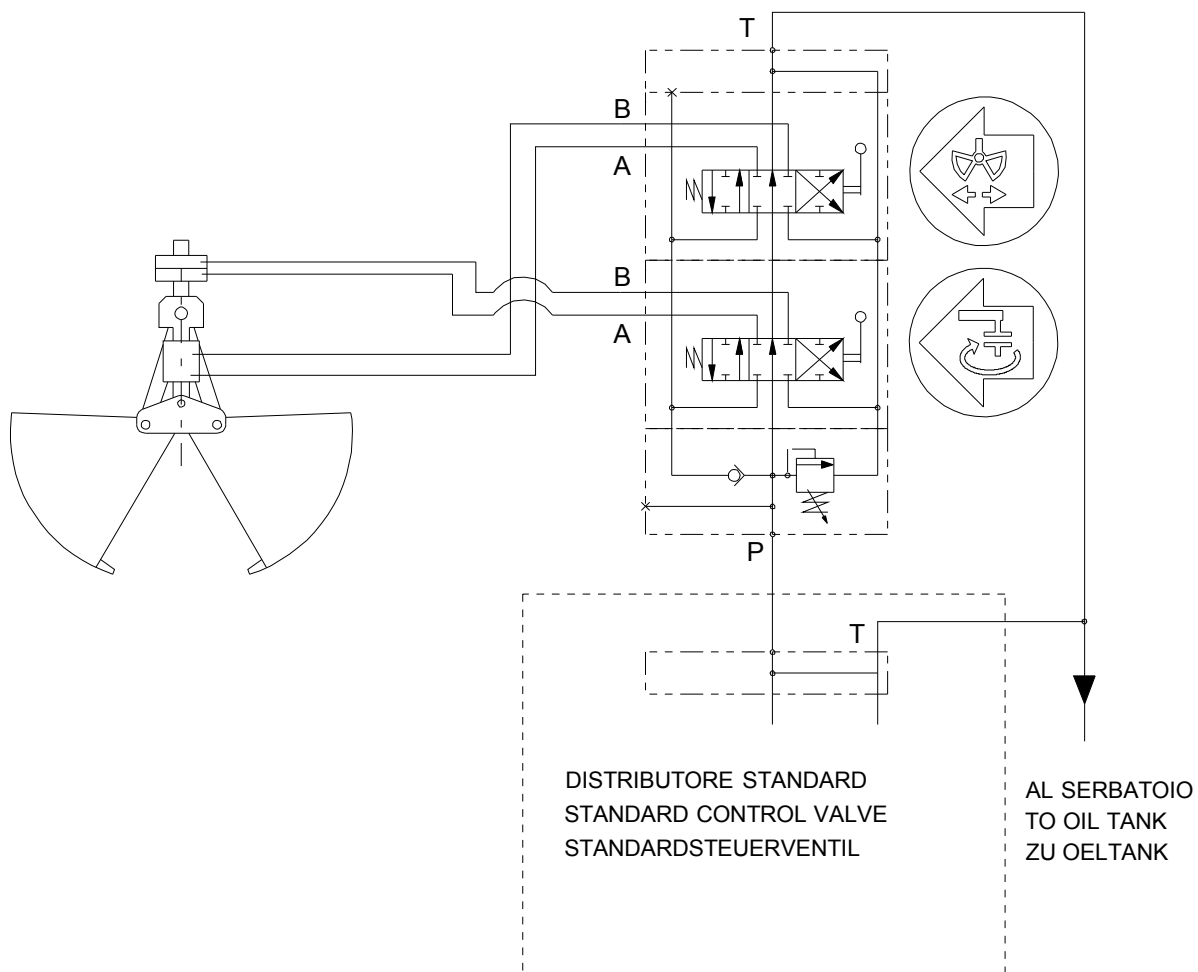 T
B
A
B
A
P
T
DISTRIBUTORE STANDARD
STANDARD CONTROL VALVE
STANDARDSTEUERVENTIL
AL SERBATOIO
TO OIL TANK
ZU OELTANK